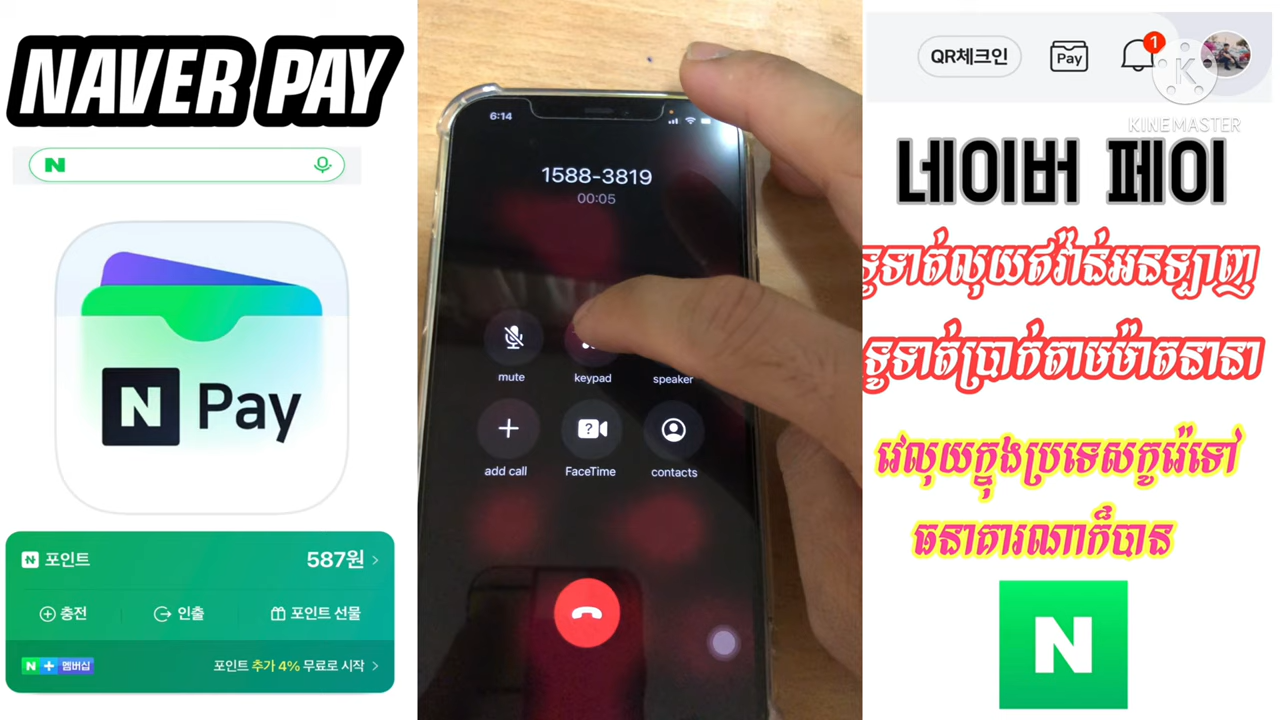 NAVER PAY
N
N Pay
N 포인트
587원
충전
인출
포인트 선물
N + 멤버십
포인트 추가 4% 무료로 시작
6:14
1588-3819
00:05
mute
keypad
speaker
add call
FaceTime
contacts
QR체크인
Pay
1
K
KINEMASTER
네이버 페이
ទូទាត់លុយឥវ៉ាន់អនឡាញ
ទូទាត់ប្រាក់តាមម៉ាតនានា
វេលុយក្នុងប្រទេសកូរ៉េទៅ
ធនាគារណាក៏បាន
N